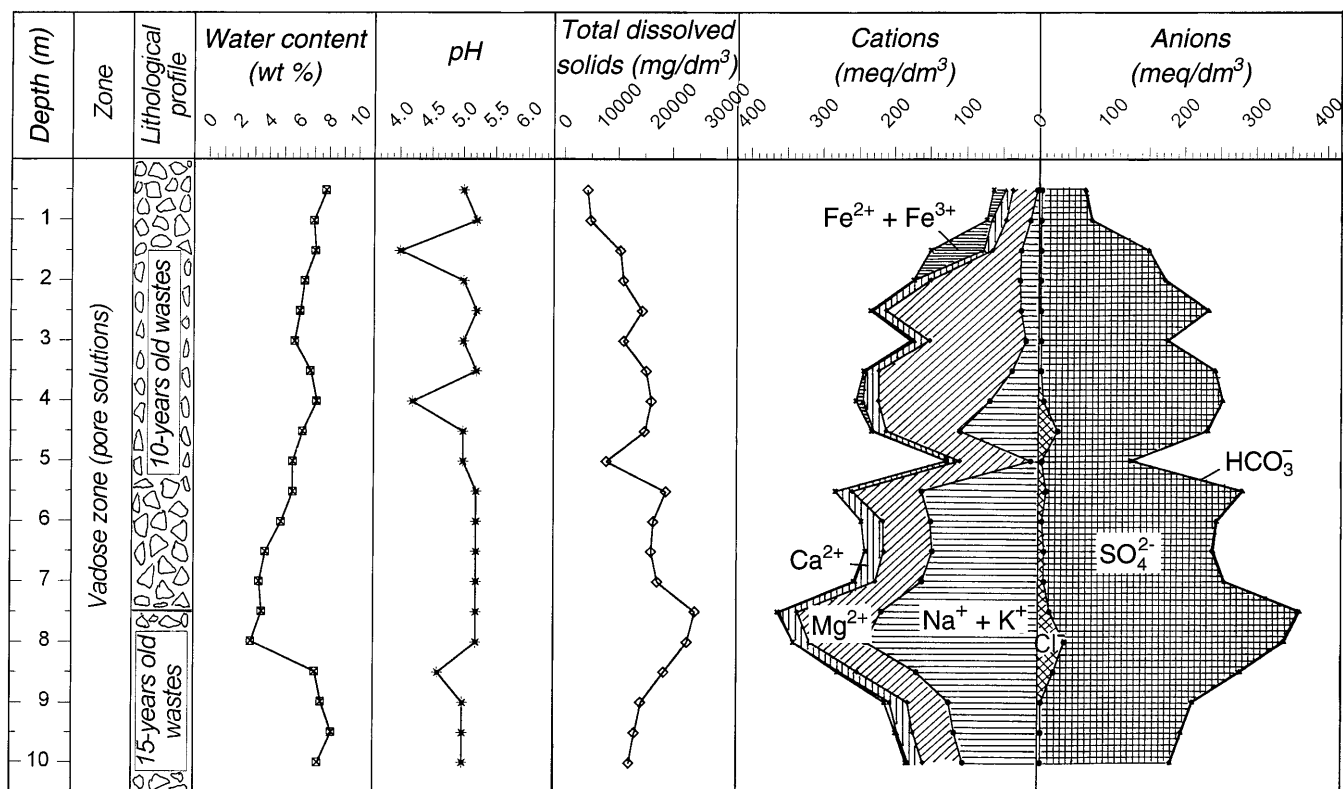 Depth (m)
Zone
Lithological
profile
Water content
(wt %)
0 2 4 6 8 10
pH
4.0 4.5 5.0 5.5 6.0
Total dissolved
solids (mg/dm³)
0 10000 20000 30000
Cations
(meq/dm³)
400 300 200 100 0
Anions
(meq/dm³)
100 200 300 400
1
2
3
4
5
6
7
8
9
10
Vadose zone (pore solutions)
10-years old wastes
15-years old
wastes
Fe²⁺ + Fe³⁺
HCO₃⁻
Ca²⁺
SO₄²⁻
Mg²⁺
Na⁺ + K⁺
Cl⁻